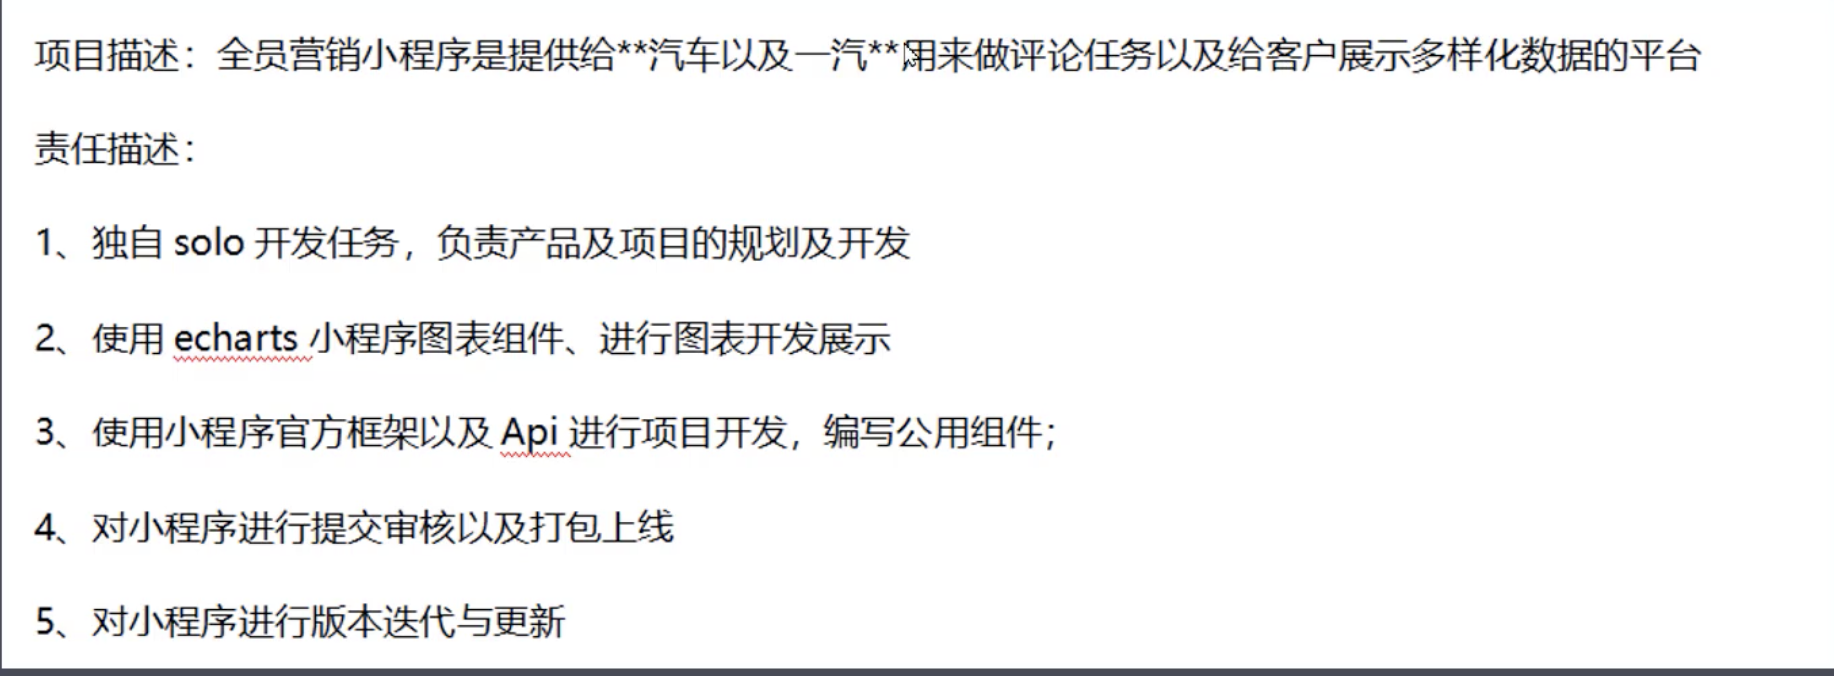 项目描述：全员营销小程序是提供给**汽车以及一汽**用来做评论任务以及给客户展示多样化数据的平台
责任描述：
1、独自 solo 开发任务，负责产品及项目的规划及开发
2、使用 echarts 小程序图表组件、进行图表开发展示
3、使用小程序官方框架以及 Api 进行项目开发，编写公用组件；
4、对小程序进行提交审核以及打包上线
5、对小程序进行版本迭代与更新